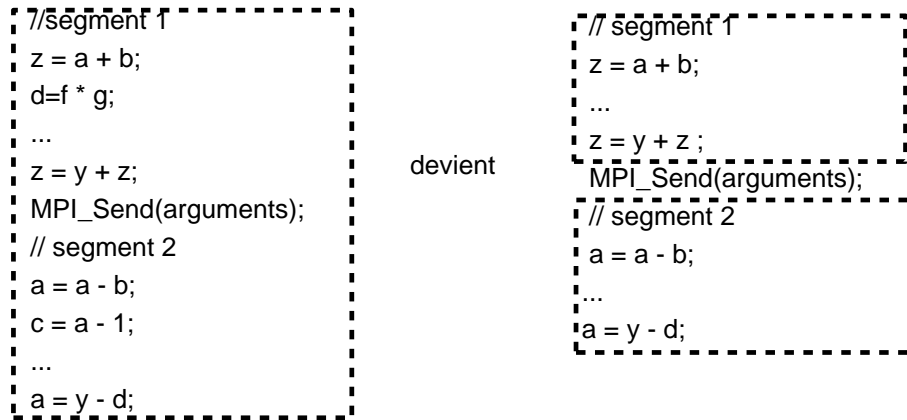 //segment 1
z = a + b;
d=f * g;
...
z = y + z;
MPI_Send(arguments);
// segment 2
a = a - b;
c = a - 1;
...
a = y - d;
devient
// segment 1
z = a + b;
...
z = y + z ;
MPI_Send(arguments);
// segment 2
a = a - b;
...
a = y - d;